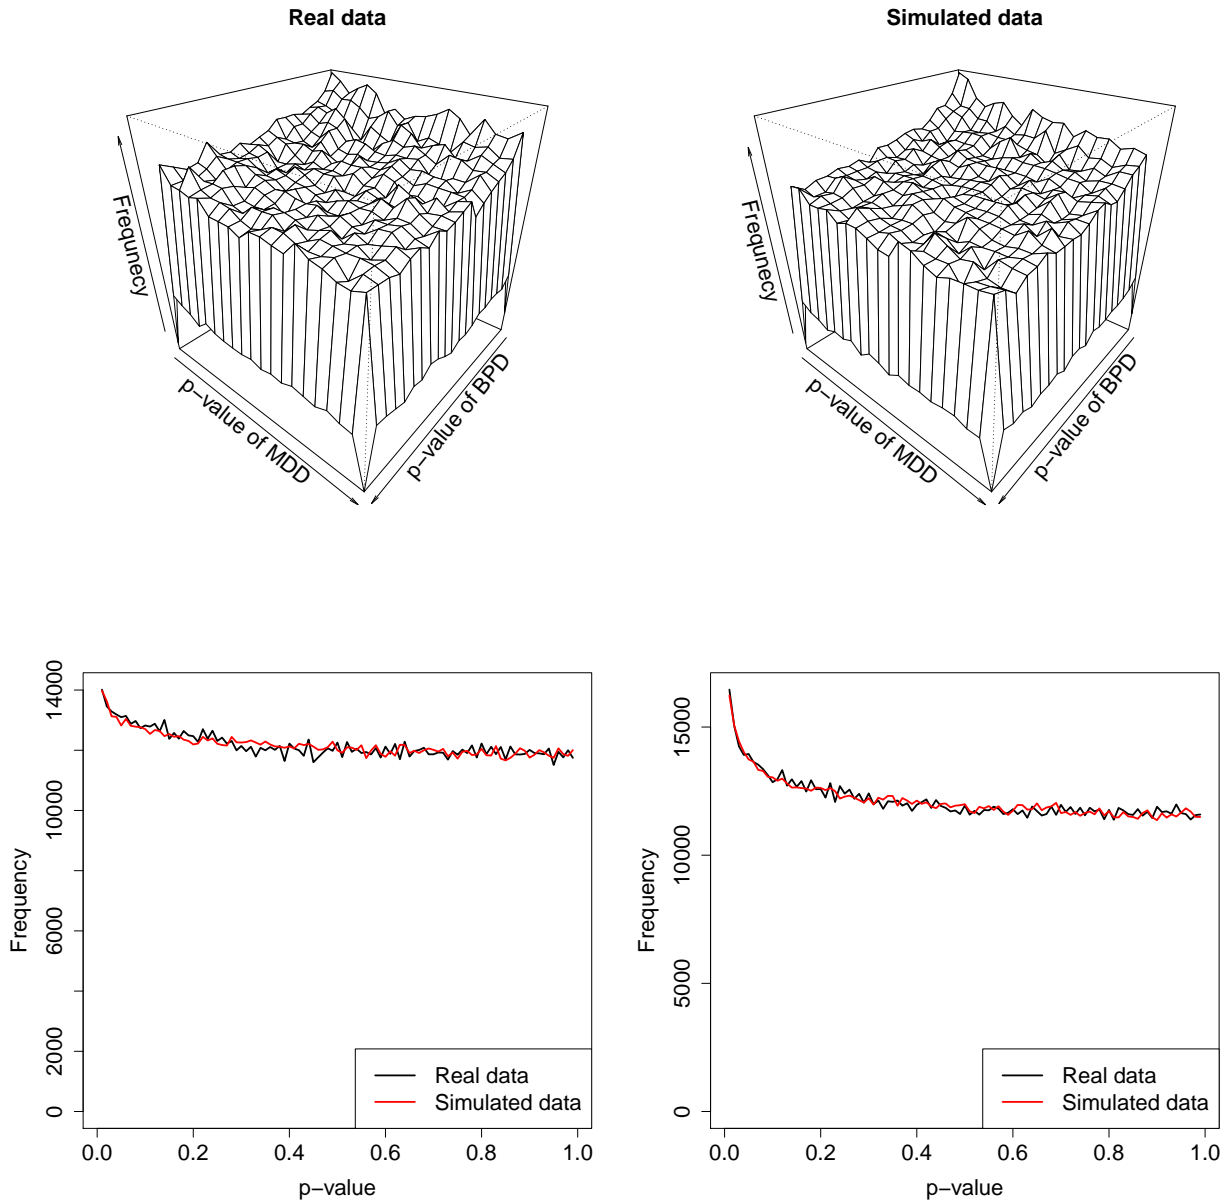 Real data
Simulated data
Frequnecy
p-value of MDD
p-value of BPD
Frequnecy
p-value of MDD
p-value of BPD
14000
10000
6000
2000
0
Frequency
Real data
Simulated data
0.0 0.2 0.4 0.6 0.8 1.0
p-value
15000
10000
5000
0
Frequency
Real data
Simulated data
0.0 0.2 0.4 0.6 0.8 1.0
p-value